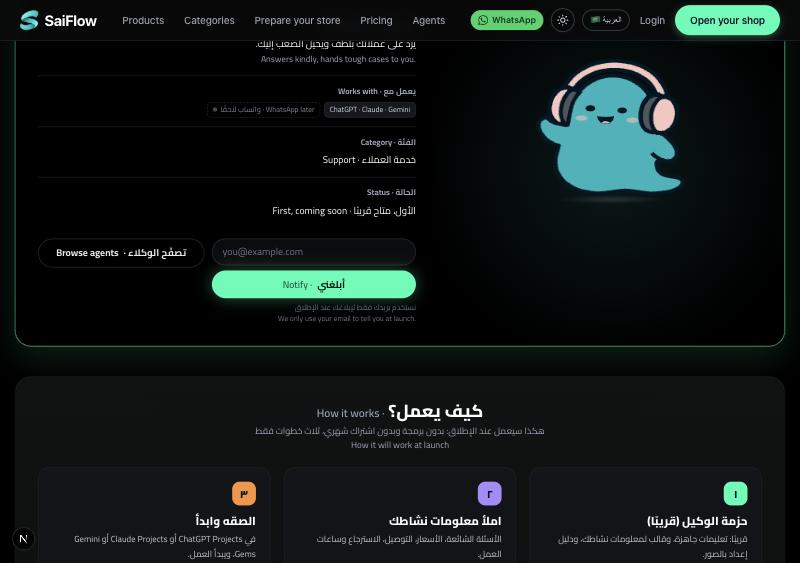 SaiFlow
Products
Categories
Prepare your store
Pricing
Agents
WhatsApp
العربية
Login
Open your shop
يرد على عملائك بلطف ويحيل الصعب إليك.
Answers kindly, hands tough cases to you.
يعمل مع · Works with
ChatGPT · Claude · Gemini
واتساب لاحقًا · WhatsApp later
الفئة · Category
خدمة العملاء · Support
الحالة · Status
الأول، متاح قريبًا · First, coming soon
you@example.com
تصفّح الوكلاء · Browse agents
أبلغني · Notify
نستخدم بريدك فقط لإبلاغك عند الإطلاق
We only use your email to tell you at launch.
كيف يعمل؟ · How it works
هكذا سيعمل عند الإطلاق: بدون برمجة وبدون اشتراك شهري، ثلاث خطوات فقط
How it will work at launch
١
حزمة الوكيل (قريبًا)
قريبًا: تعليمات جاهزة، وقالب لمعلومات نشاطك، ودليل
إعداد بالصور.
٢
املأ معلومات نشاطك
الأسئلة الشائعة، الأسعار، التوصيل، الاسترجاع وساعات
العمل.
٣
الصقه وابدأ
في ChatGPT Projects أو Claude Projects أو Gemini
Gems، ويبدأ العمل.
N